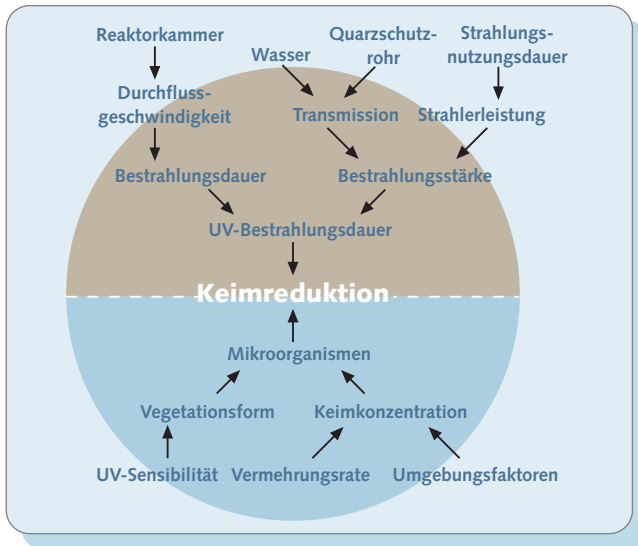 Reaktorkammer
Wasser
Quarzschutz-
rohr
Strahlungs-
nutzungsdauer
Durchfluss-
geschwindigkeit
Transmission
Strahlerleistung
Bestrahlungsdauer
Bestrahlungsstärke
UV-Bestrahlungsdauer
Keimreduktion
Mikroorganismen
Vegetationsform
Keimkonzentration
UV-Sensibilität
Vermehrungsrate
Umgebungsfaktoren